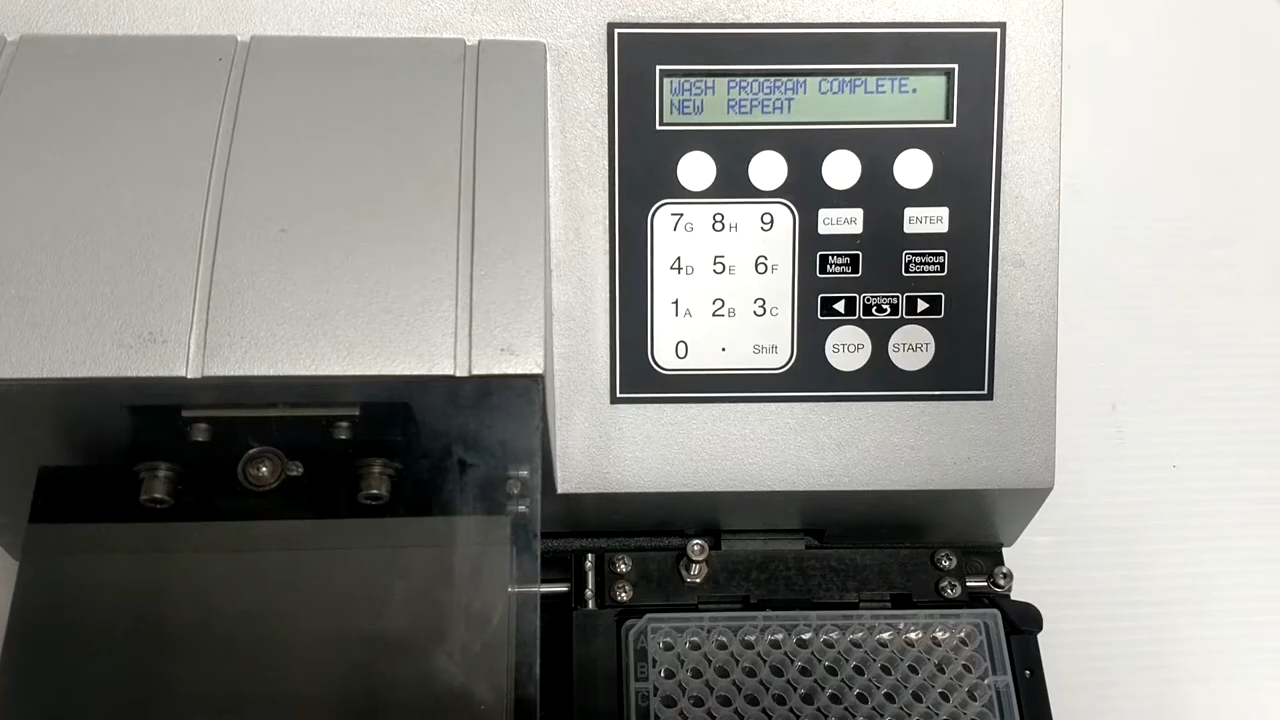 WASH PROGRAM COMPLETE.
NEW REPEAT
7G 8H 9
CLEAR ENTER
4D 5E 6F
Main Menu
Previous Screen
1A 2B 3C
Options
0 . Shift
STOP START
A
B
C